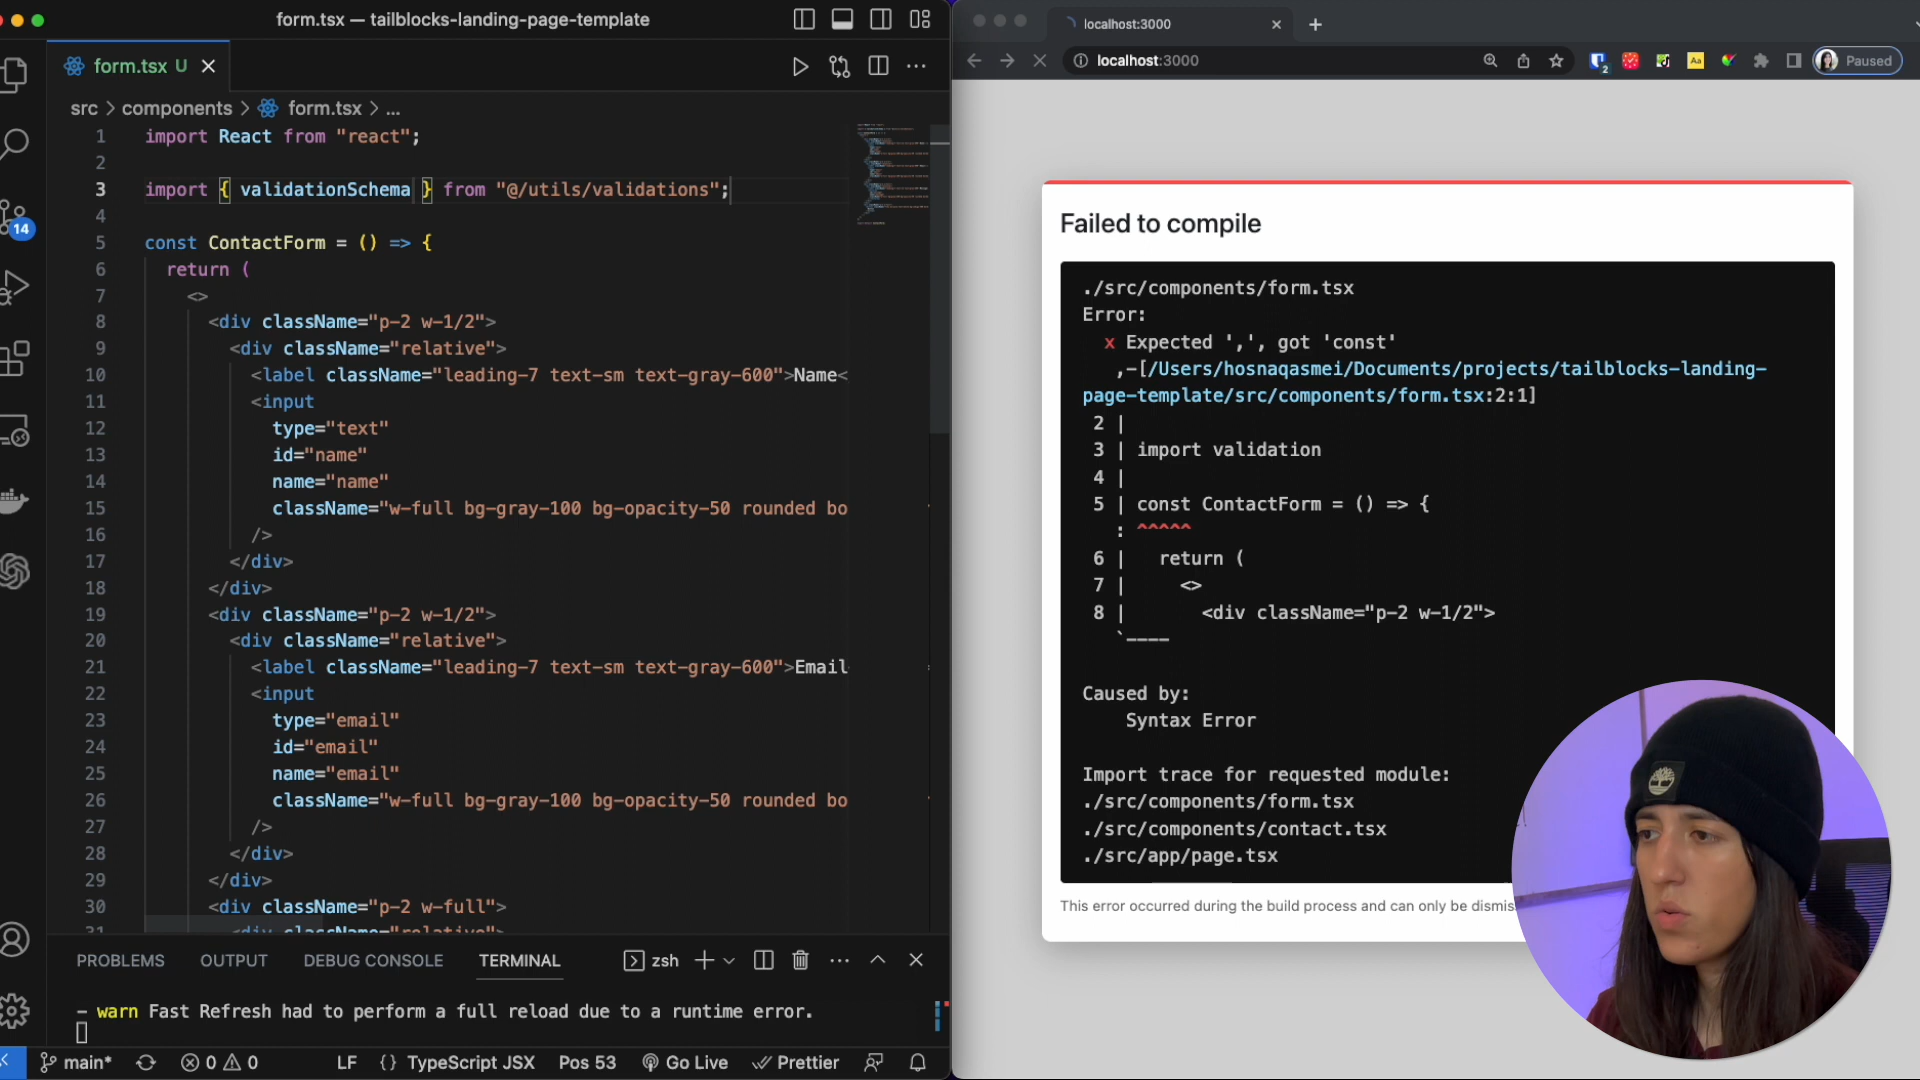 form.tsx — tailblocks-landing-page-template
form.tsx U
src > components > form.tsx > ...
1 import React from "react";
2
3 import { validationSchema } from "@/utils/validations";
4
5 const ContactForm = () => {
6 return (
7 <>
8 <div className="p-2 w-1/2">
9 <div className="relative">
10 <label className="leading-7 text-sm text-gray-600">Name<
11 <input
12 type="text"
13 id="name"
14 name="name"
15 className="w-full bg-gray-100 bg-opacity-50 rounded bo
16 />
17 </div>
18 </div>
19 <div className="p-2 w-1/2">
20 <div className="relative">
21 <label className="leading-7 text-sm text-gray-600">Email
22 <input
23 type="email"
24 id="email"
25 name="email"
26 className="w-full bg-gray-100 bg-opacity-50 rounded bo
27 />
28 </div>
29 </div>
30 <div className="p-2 w-full">
31 <div className="relative">
14
PROBLEMS OUTPUT DEBUG CONSOLE TERMINAL zsh
- warn Fast Refresh had to perform a full reload due to a runtime error.
main* 0 0 LF {} TypeScript JSX Pos 53 Go Live Prettier
localhost:3000
localhost:3000
2
Aa
Paused
Failed to compile
./src/components/form.tsx
Error:
x Expected ',', got 'const'
,-[/Users/hosnaqasmei/Documents/projects/tailblocks-landing-
page-template/src/components/form.tsx:2:1]
2 |
3 | import validation
4 |
5 | const ContactForm = () => {
: ^^^^^
6 | return (
7 | <>
8 | <div className="p-2 w-1/2">
`----
Caused by:
Syntax Error
Import trace for requested module:
./src/components/form.tsx
./src/components/contact.tsx
./src/app/page.tsx
This error occurred during the build process and can only be dismis